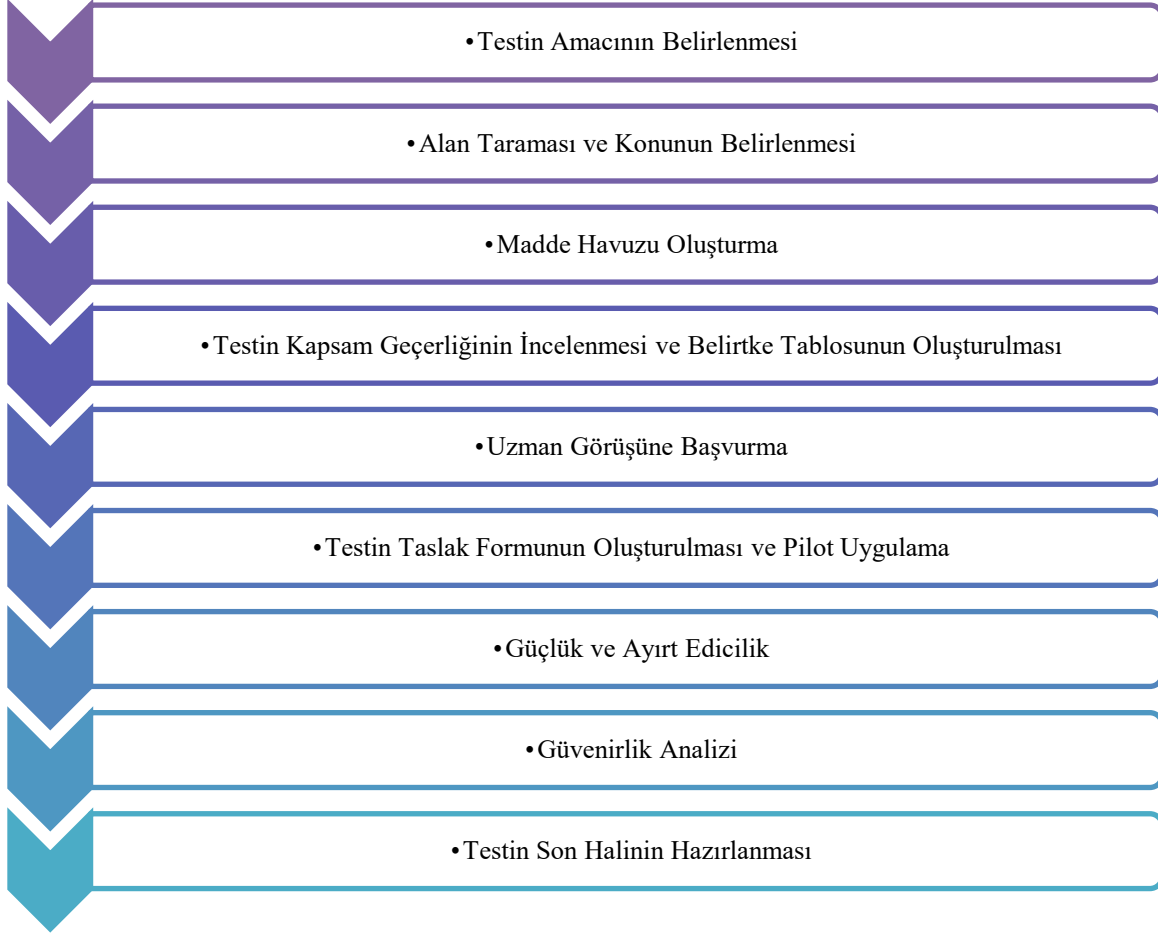 •Testin Amacının Belirlenmesi
•Alan Taraması ve Konunun Belirlenmesi
•Madde Havuzu Oluşturma
•Testin Kapsam Geçerliğinin İncelenmesi ve Belirtke Tablosunun Oluşturulması
•Uzman Görüşüne Başvurma
•Testin Taslak Formunun Oluşturulması ve Pilot Uygulama
•Güçlük ve Ayırt Edicilik
•Güvenirlik Analizi
•Testin Son Halinin Hazırlanması